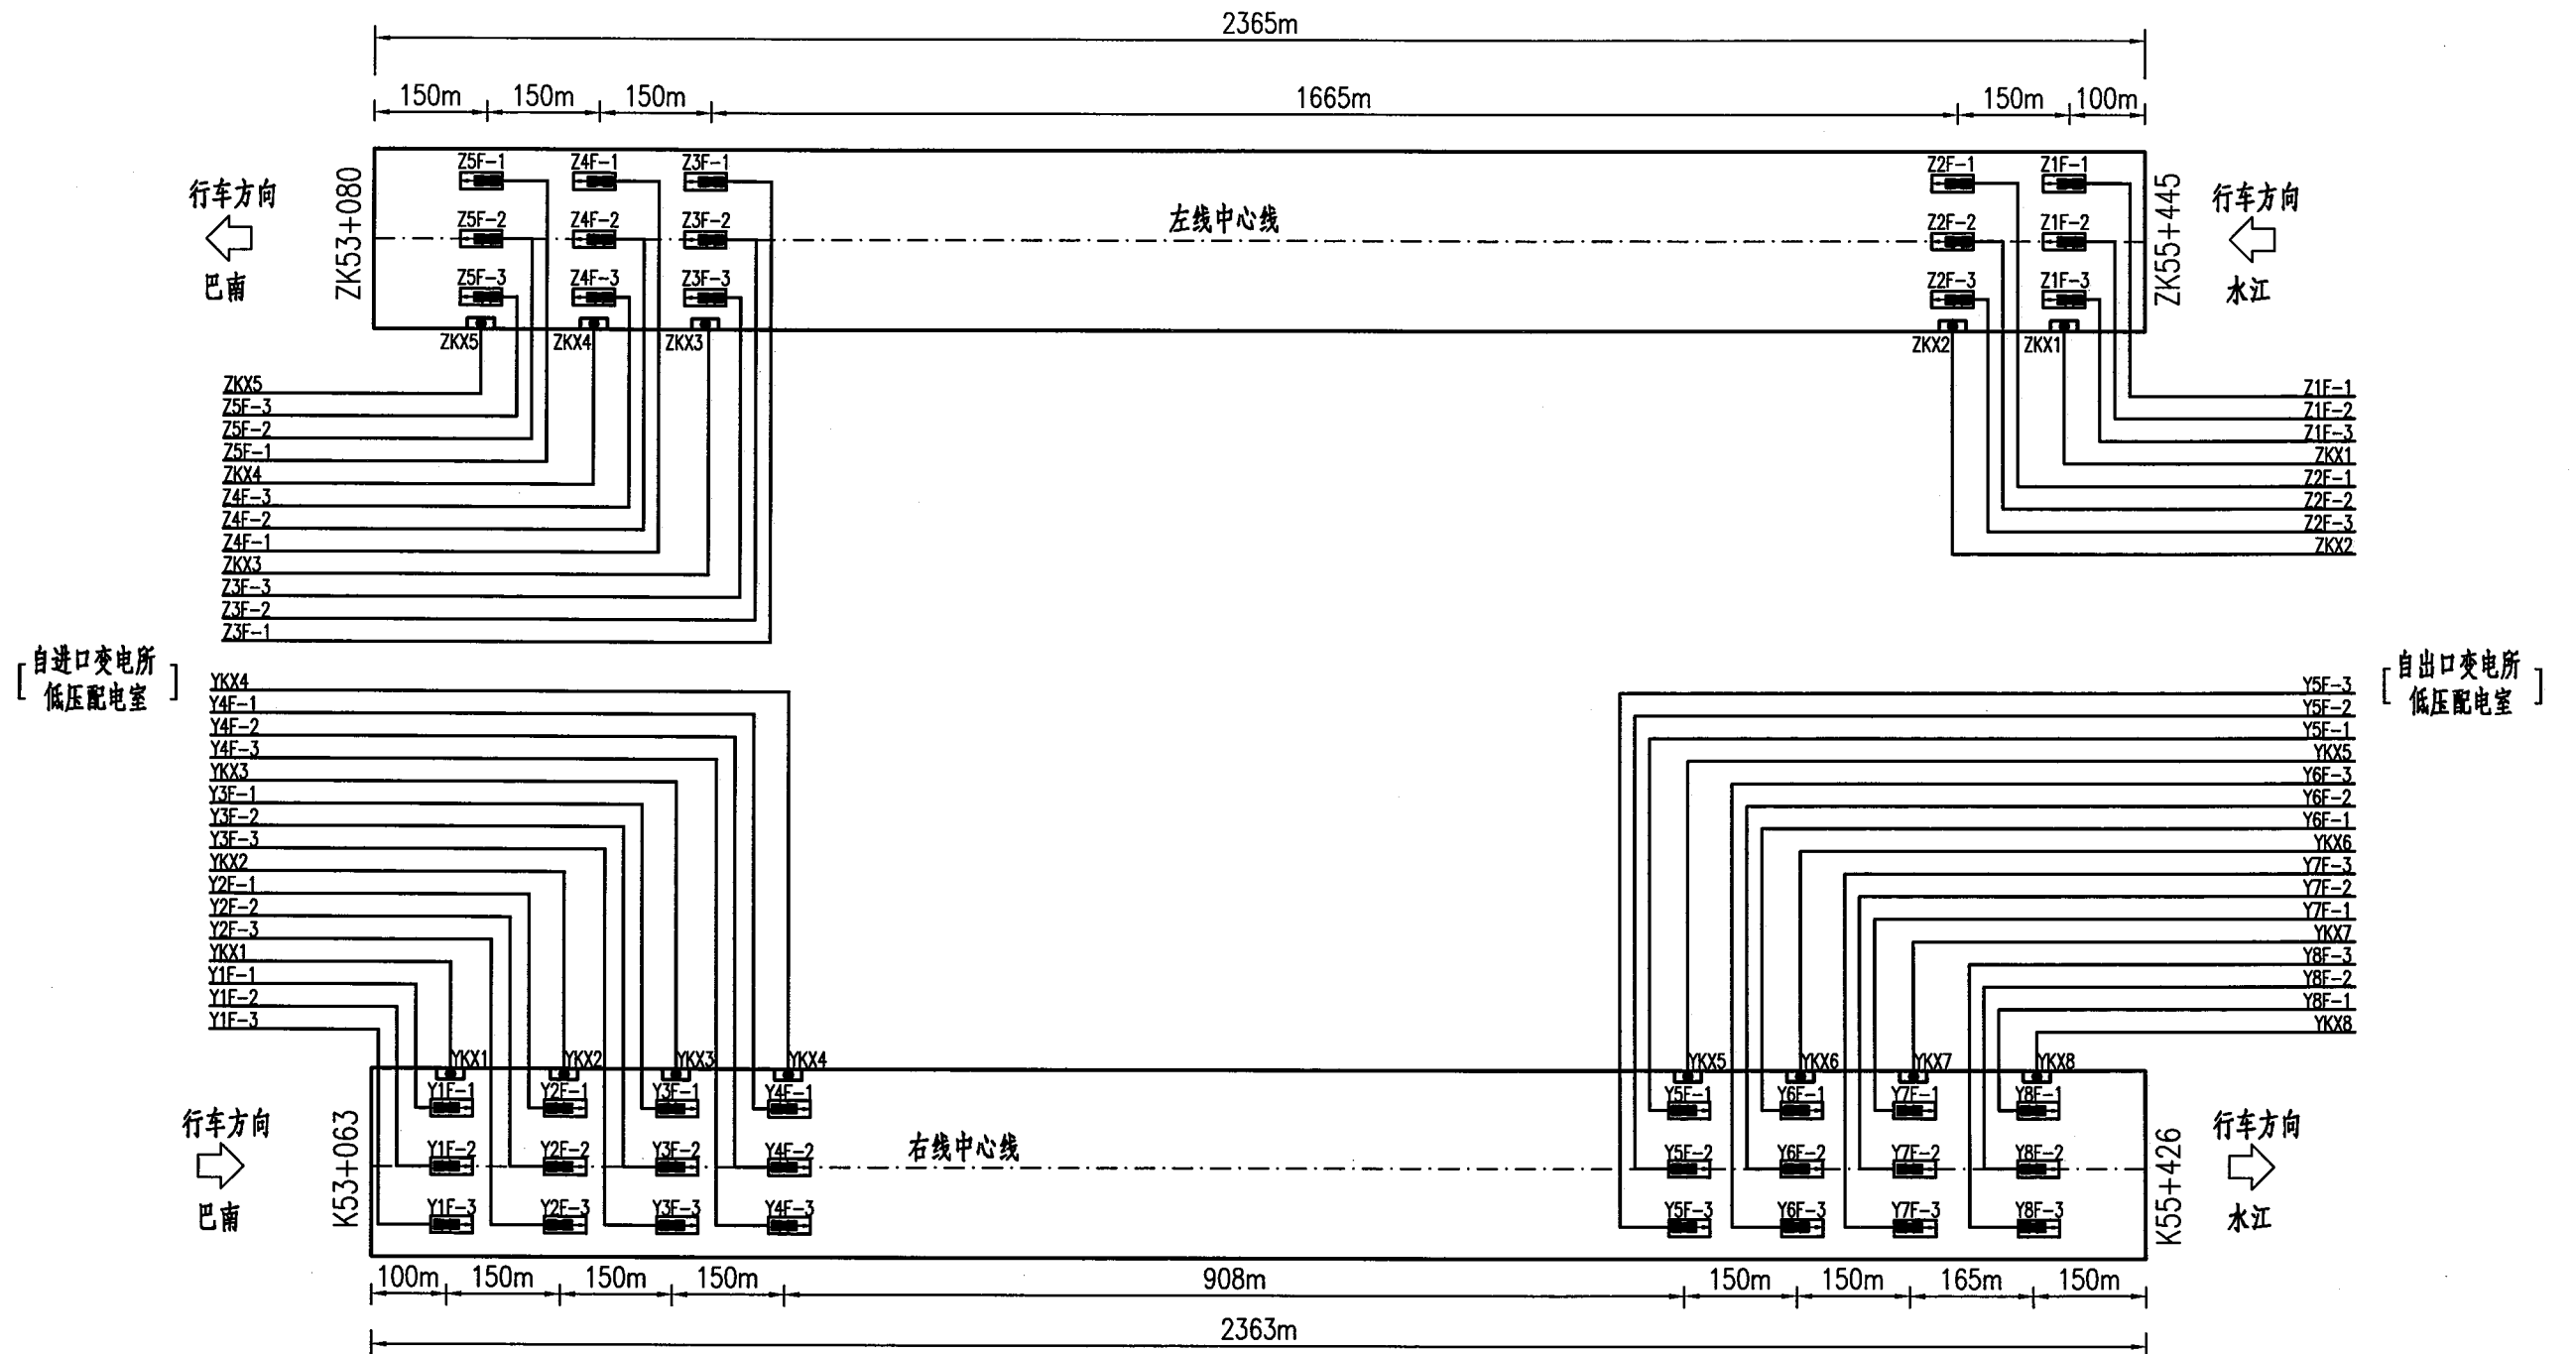 2365m
150m 150m 150m 1665m 150m 100m
Z5F-1 Z4F-1 Z3F-1 Z2F-1 Z1F-1
行车方向 ZK53+080 左线中心线 ZK55+445 行车方向
Z5F-2 Z4F-2 Z3F-2 Z2F-2 Z1F-2
巴南 水江
Z5F-3 Z4F-3 Z3F-3 Z2F-3 Z1F-3
ZKX5 ZKX4 ZKX3 ZKX2 ZKX1
ZKX5 Z1F-1
Z5F-3 Z1F-2
Z5F-2 Z1F-3
Z5F-1 ZKX1
ZKX4 Z2F-1
Z4F-3 Z2F-2
Z4F-2 Z2F-3
Z4F-1 ZKX2
ZKX3
Z3F-3
Z3F-2
Z3F-1
[自进口变电所
低压配电室]
[自出口变电所
低压配电室]
YKX4 Y5F-3
Y4F-1 Y5F-2
Y4F-2 Y5F-1
Y4F-3 YKX5
YKX3 Y6F-3
Y3F-1 Y6F-2
Y3F-2 Y6F-1
Y3F-3 YKX6
YKX2 Y7F-3
Y2F-1 Y7F-2
Y2F-2 Y7F-1
Y2F-3 YKX7
YKX1 Y8F-3
Y1F-1 Y8F-2
Y1F-2 Y8F-1
Y1F-3 YKX8
YKX1 YKX2 YKX3 YKX4 YKX5 YKX6 YKX7 YKX8
Y1F-1 Y2F-1 Y3F-1 Y4F-1 Y5F-1 Y6F-1 Y7F-1 Y8F-1
行车方向 K53+063 右线中心线 K55+426 行车方向
Y1F-2 Y2F-2 Y3F-2 Y4F-2 Y5F-2 Y6F-2 Y7F-2 Y8F-2
巴南 水江
Y1F-3 Y2F-3 Y3F-3 Y4F-3 Y5F-3 Y6F-3 Y7F-3 Y8F-3
100m 150m 150m 150m 908m 150m 150m 165m 150m
2363m